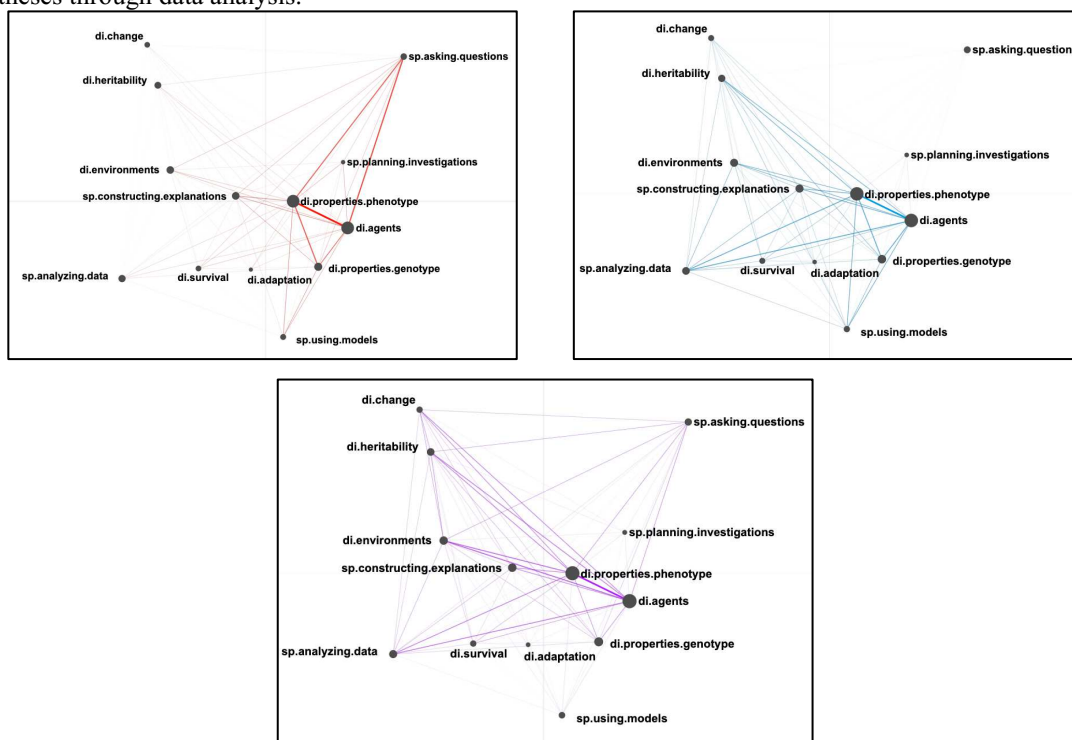 theses through data analysis.
di.change
sp.asking.questions
di.heritability
sp.planning.investigations
di.environments
sp.constructing.explanations
di.properties.phenotype
di.agents
di.properties.genotype
sp.analyzing.data
di.survival
di.adaptation
sp.using.models
di.change
sp.asking.question
di.heritability
sp.planning.investigations
di.environments
sp.constructing.explanations
di.properties.phenotype
di.agents
di.properties.genotype
sp.analyzing.data
di.survival
di.adaptation
sp.using.models
di.change
sp.asking.questions
di.heritability
sp.planning.investigations
di.environments
sp.constructing.explanations
di.properties.phenotype
di.agents
di.properties.genotype
sp.analyzing.data
di.survival
di.adaptation
sp.using.models